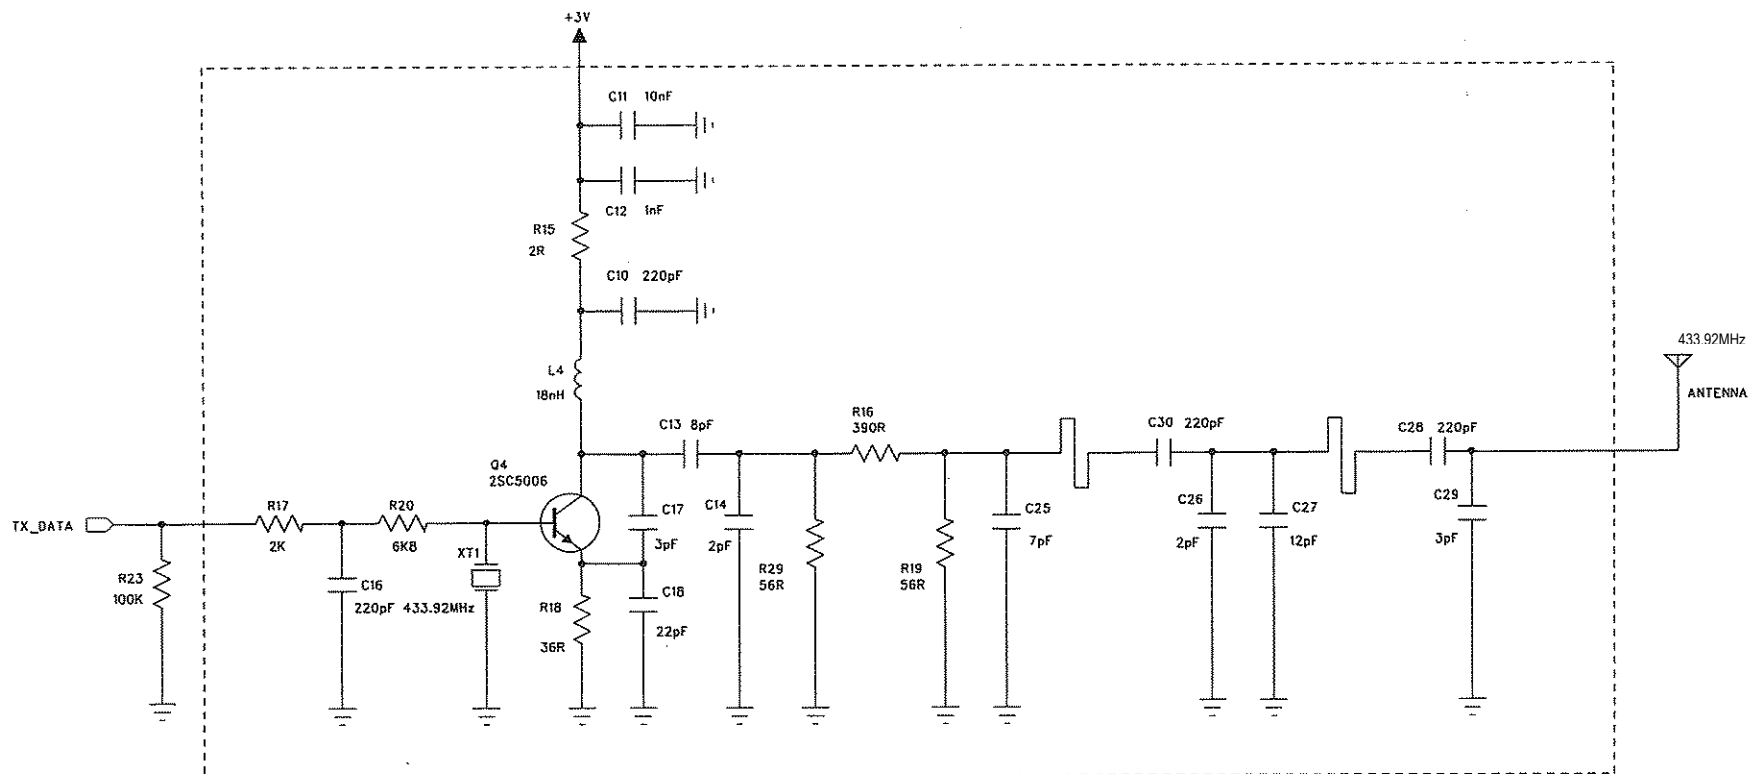 +3V
C11 10nF
C12 1nF
R15
2R
C10 220pF
L4
18nH
433.92MHz
ANTENNA
C13 8pF
R16
390R
C30 220pF
C28 220pF
Q4
2SC5006
TX_DATA
R17
2K
R20
6K8
XT1
433.92MHz
C17
3pF
C14
2pF
C25
7pF
C26
2pF
C27
12pF
C29
3pF
R23
100K
C16
220pF
R18
36R
C18
22pF
R29
56R
R19
56R